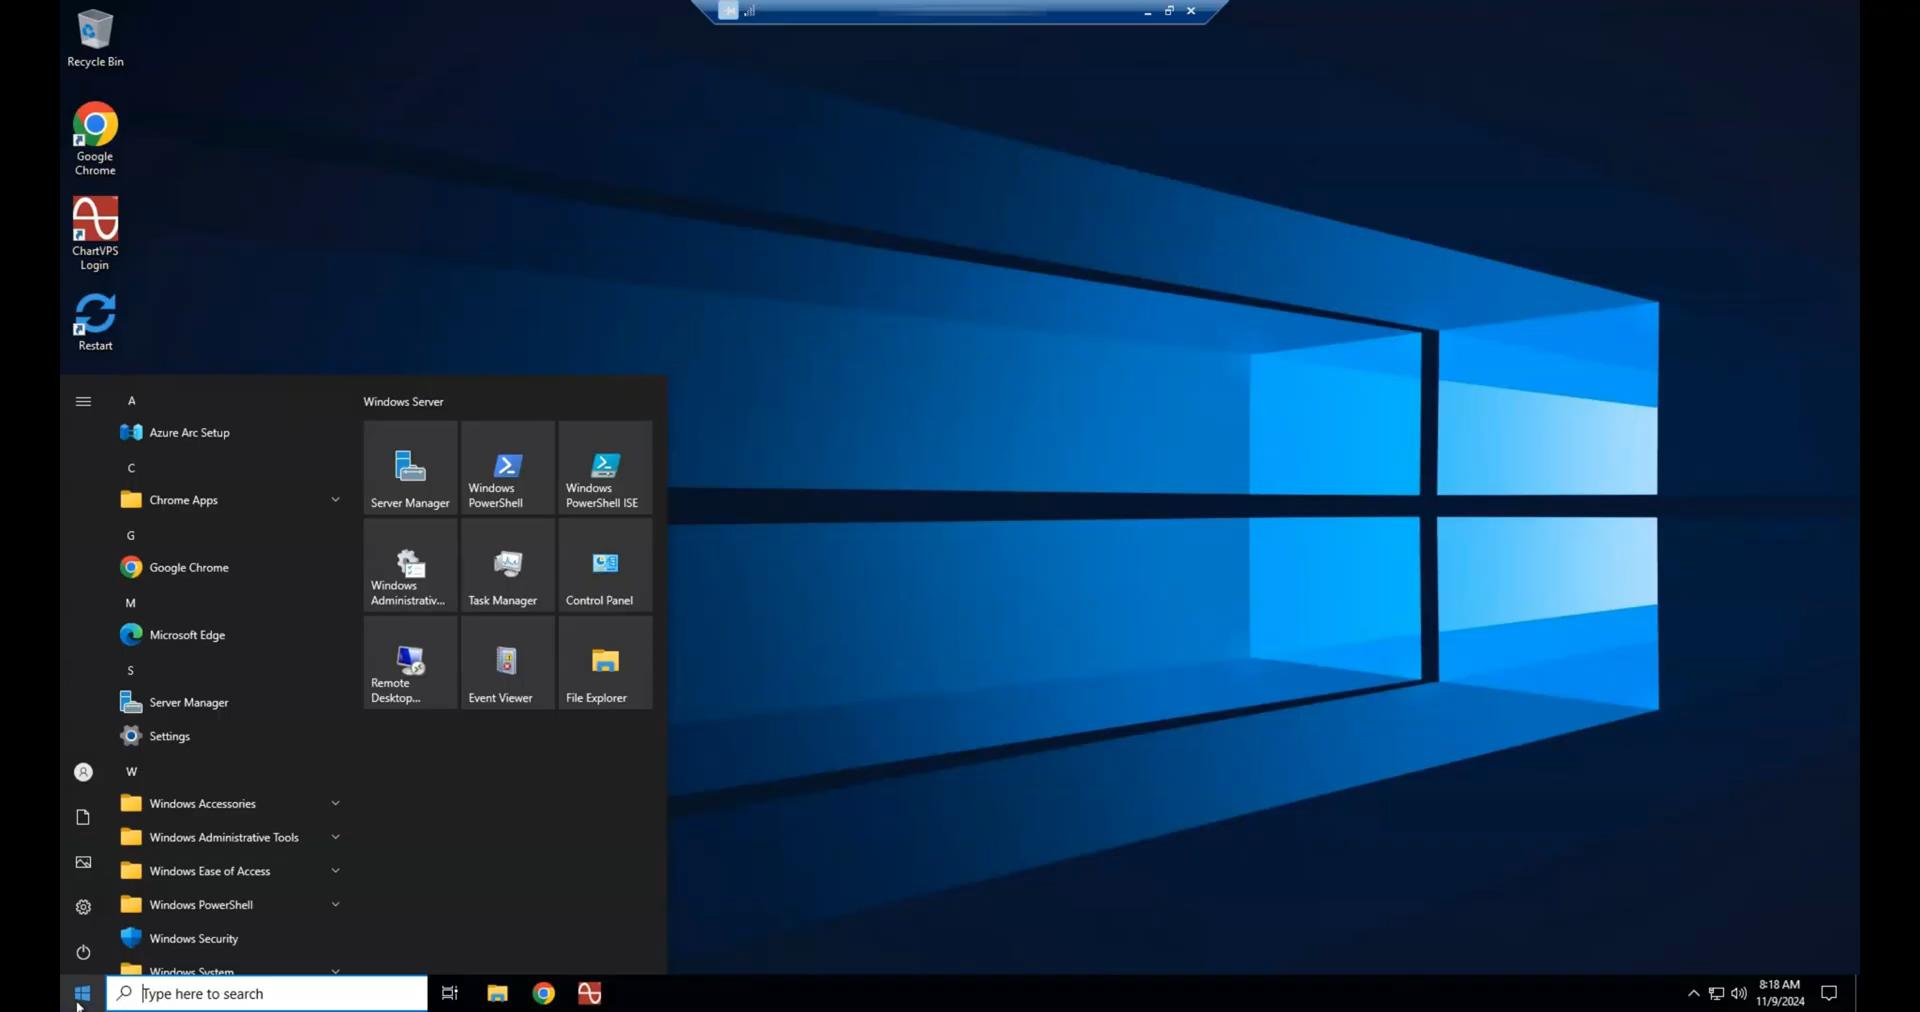 Recycle Bin
Google
Chrome
ChartVPS
Login
Restart
A
Azure Arc Setup
C
Chrome Apps
G
Google Chrome
M
Microsoft Edge
S
Server Manager
Settings
W
Windows Accessories
Windows Administrative Tools
Windows Ease of Access
Windows PowerShell
Windows Security
Windows System
Windows Server
Server Manager
Windows
PowerShell
Windows
PowerShell ISE
Windows
Administrativ...
Task Manager
Control Panel
Remote
Desktop...
Event Viewer
File Explorer
Type here to search
8:18 AM
11/9/2024